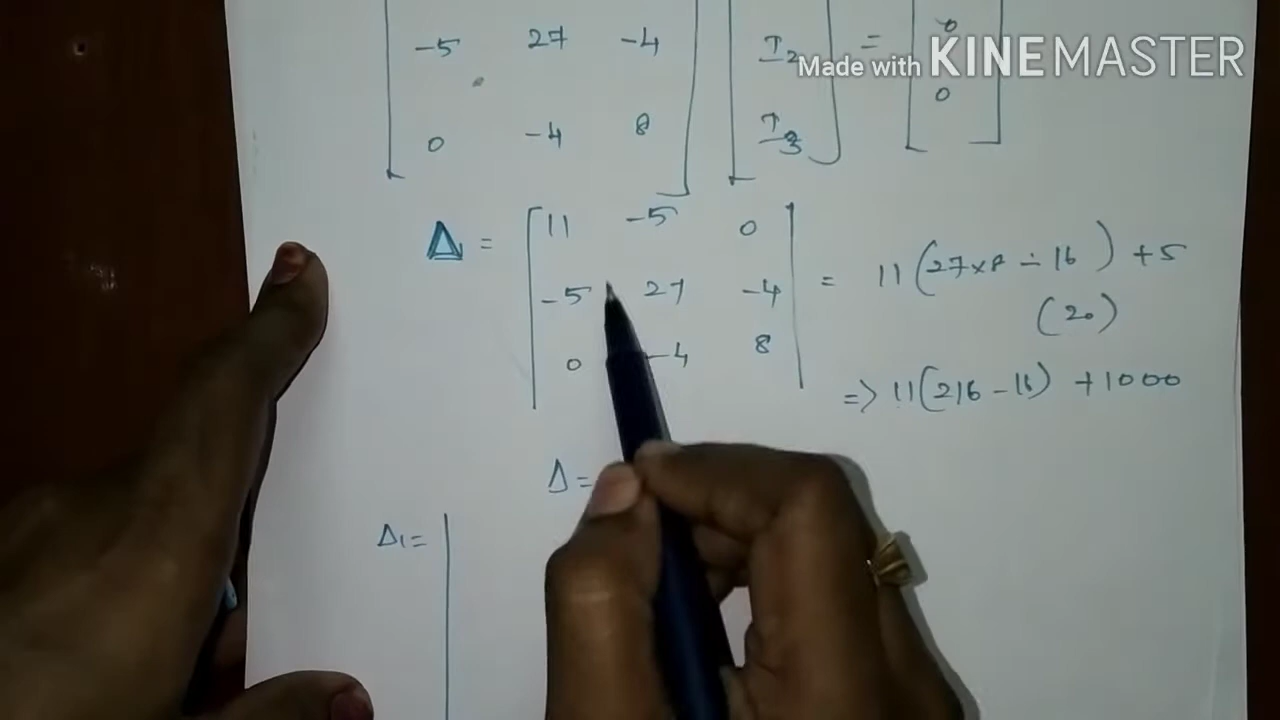 -5 27 -4 I2 = 0
Made with KINEMASTER
0 -4 8 I3 0
Δ = 11 -5 0
-5 27 -4 = 11(27×8 - 16) +5
(20)
0 -4 8
=> 11(216-16) +1000
Δ =
Δ1 =